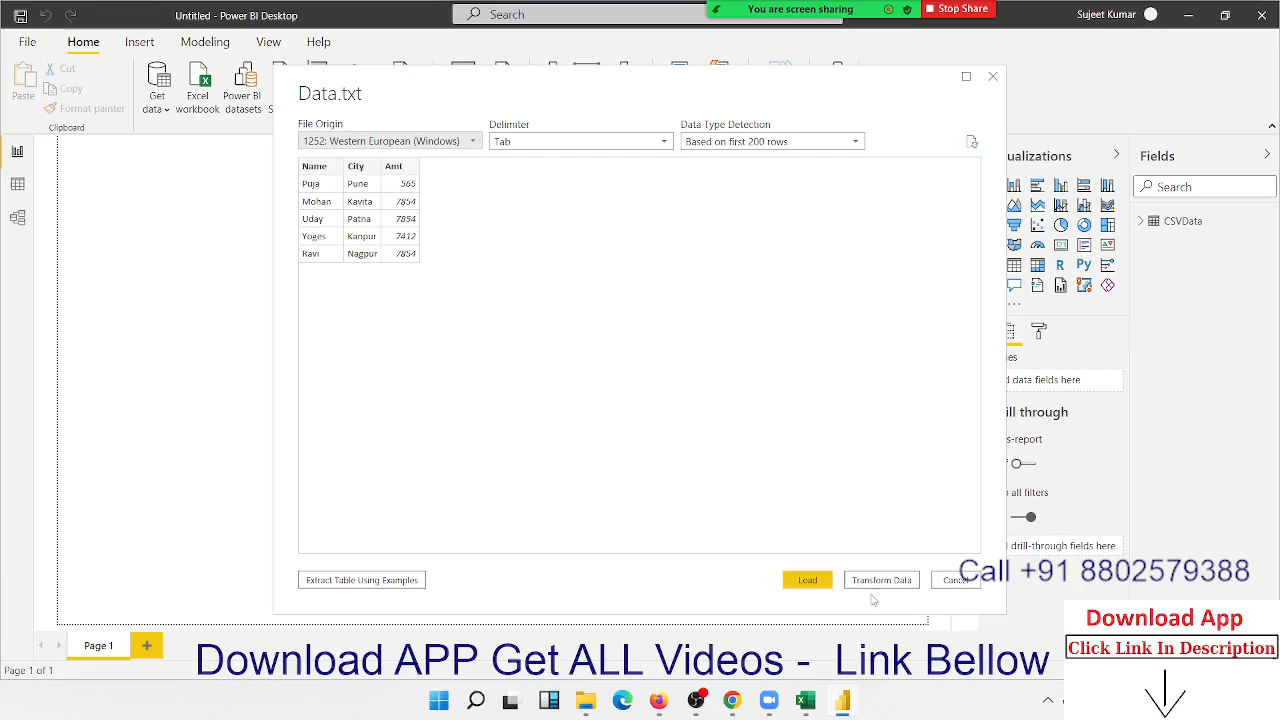 Untitled - Power BI Desktop
Search
You are screen sharing
Stop Share
Sujeet Kumar
File
Home
Insert
Modeling
View
Help
Paste
Cut
Copy
Format painter
Clipboard
Get data
Excel workbook
Power BI datasets
Data.txt
File Origin
Delimiter
Data Type Detection
1252: Western European (Windows)
Tab
Based on first 200 rows
Name City Amt
Puja Pune 565
Mohan Kavita 7854
Uday Patna 7854
Yoges Kanpur 7412
Ravi Nagpur 7854
Extract Table Using Examples
Load
Transform Data
Cancel
Fields
Search
CSVData
R
Py
data fields here
all filters
drill-through fields here
Call +91 8802579388
Download App
Click Link In Description
Download APP Get ALL Videos - Link Bellow
Page 1
Page 1 of 1